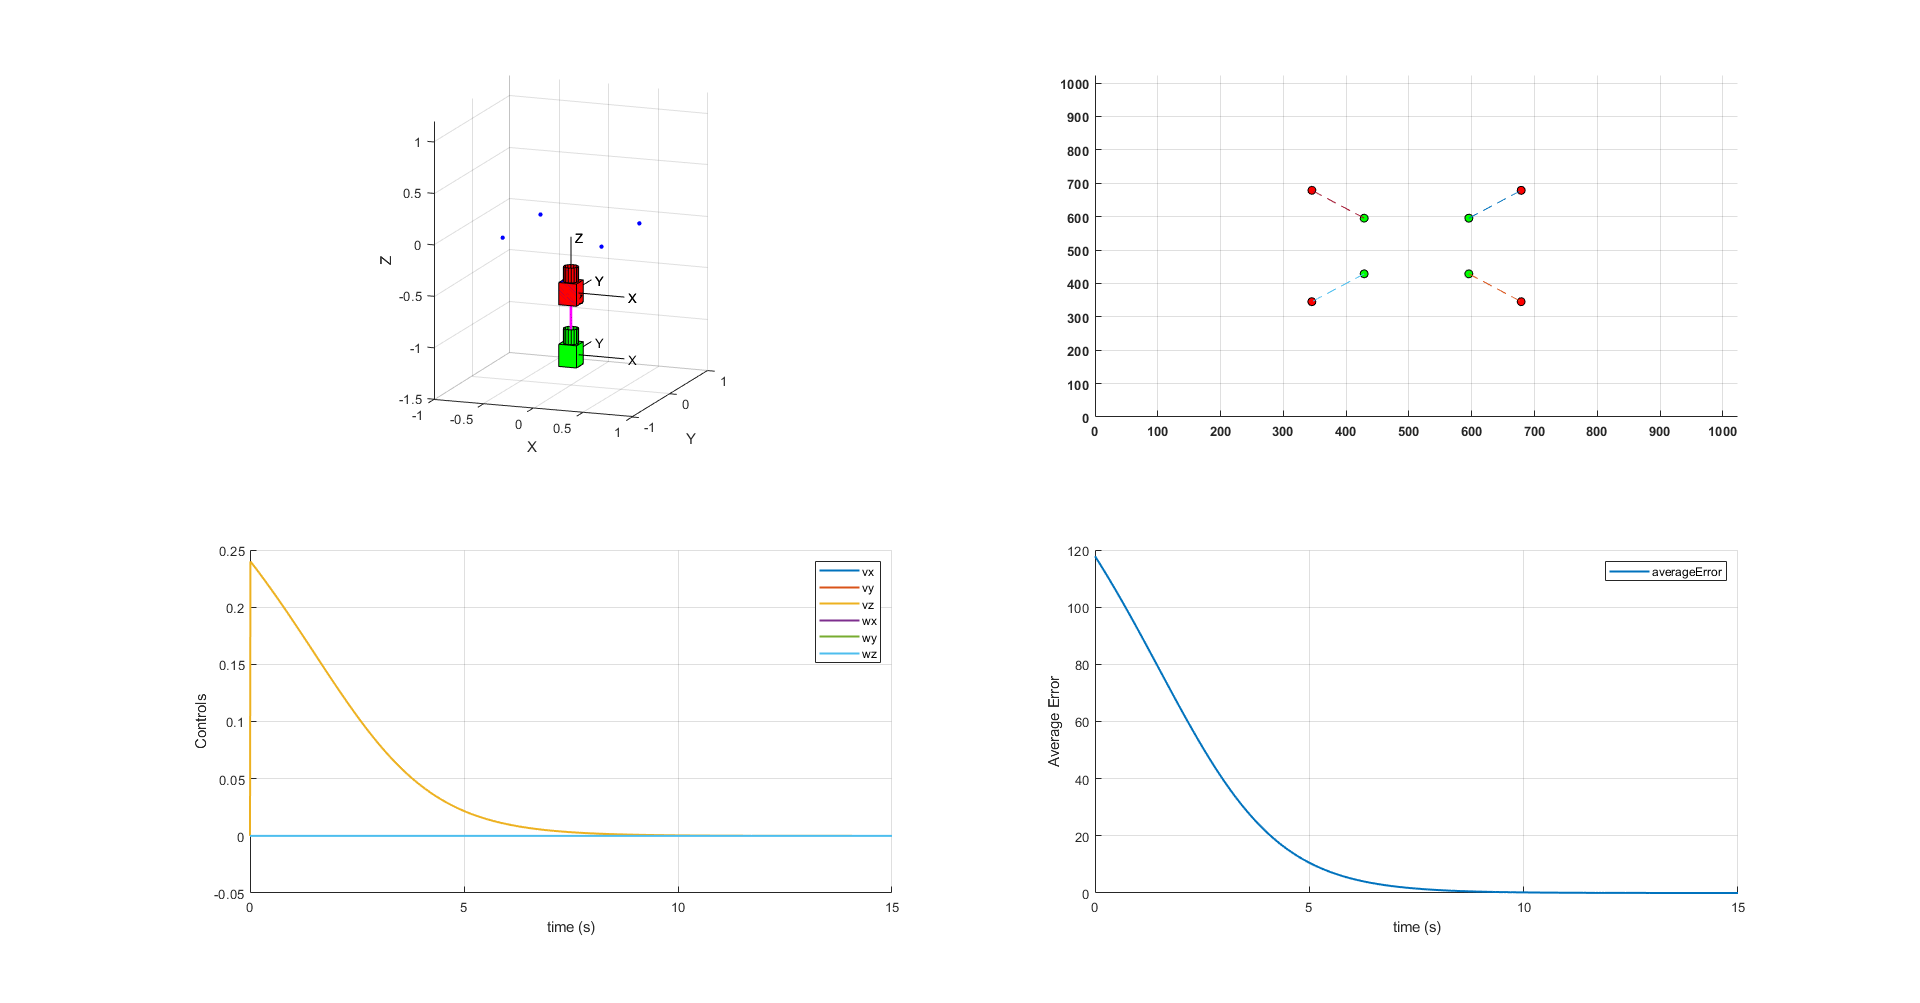 1
0.5
0
-0.5
-1
-1.5
Z
-1
-0.5
0
0.5
1
X
-1
0
1
Y
Z
Y
X
Y
X
1000
900
800
700
600
500
400
300
200
100
0
0 100 200 300 400 500 600 700 800 900 1000
0.25
0.2
0.15
0.1
0.05
0
-0.05
Controls
0 5 10 15
time (s)
vx
vy
vz
wx
wy
wz
120
100
80
60
40
20
0
Average Error
0 5 10 15
time (s)
averageError